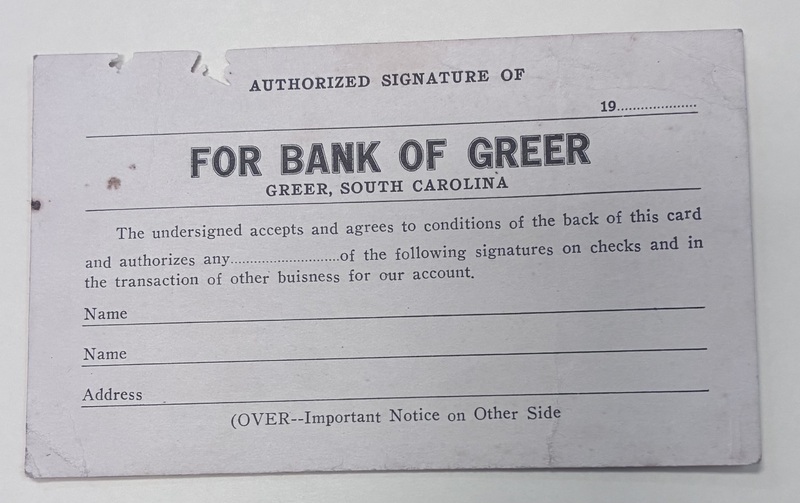 AUTHORIZED SIGNATURE OF
19....................
FOR BANK OF GREER
GREER, SOUTH CAROLINA
The undersigned accepts and agrees to conditions of the back of this card
and authorizes any............................of the following signatures on checks and in
the transaction of other buisness for our account.
Name
Name
Address
(OVER--Important Notice on Other Side